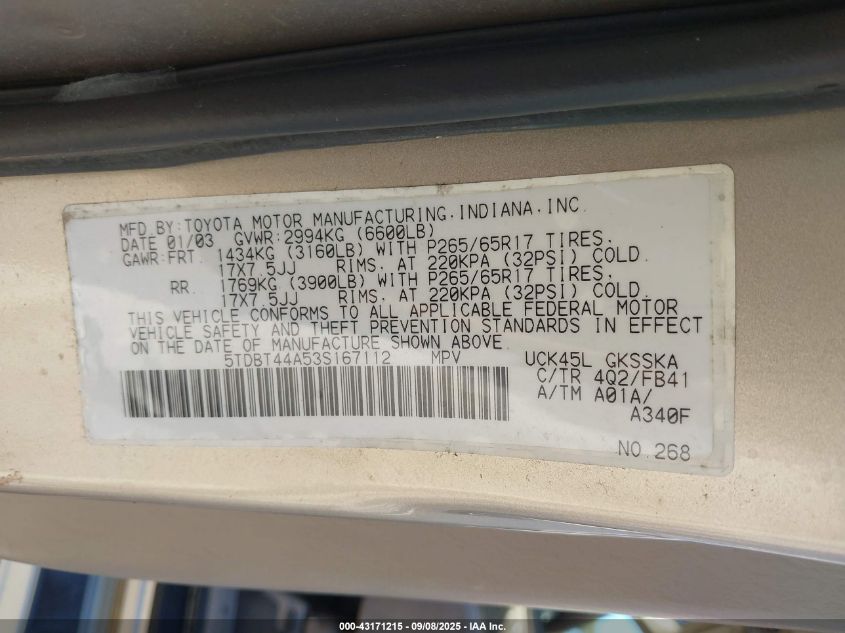 MFD.BY:TOYOTA MOTOR MANUFACTURING.INDIANA.INC.
DATE 01/03 GVWR:2994KG (6600LB)
GAWR:FRT. 1434KG (3160LB) WITH P265/65R17 TIRES.
17X7.5JJ RIMS. AT 220KPA (32PSI) COLD.
RR. 1769KG (3900LB) WITH P265/65R17 TIRES.
17X7.5JJ RIMS. AT 220KPA (32PSI) COLD.
THIS VEHICLE CONFORMS TO ALL APPLICABLE FEDERAL MOTOR
VEHICLE SAFETY AND THEFT PREVENTION STANDARDS IN EFFECT
ON THE DATE OF MANUFACTURE SHOWN ABOVE.
5TDBT44A53S167112 MPV UCK45L GKSSKA
C/TR 4Q2/FB41
A/TM A01A/
A340F
NO.268
000-43171215 - 09/08/2025 - IAA Inc.